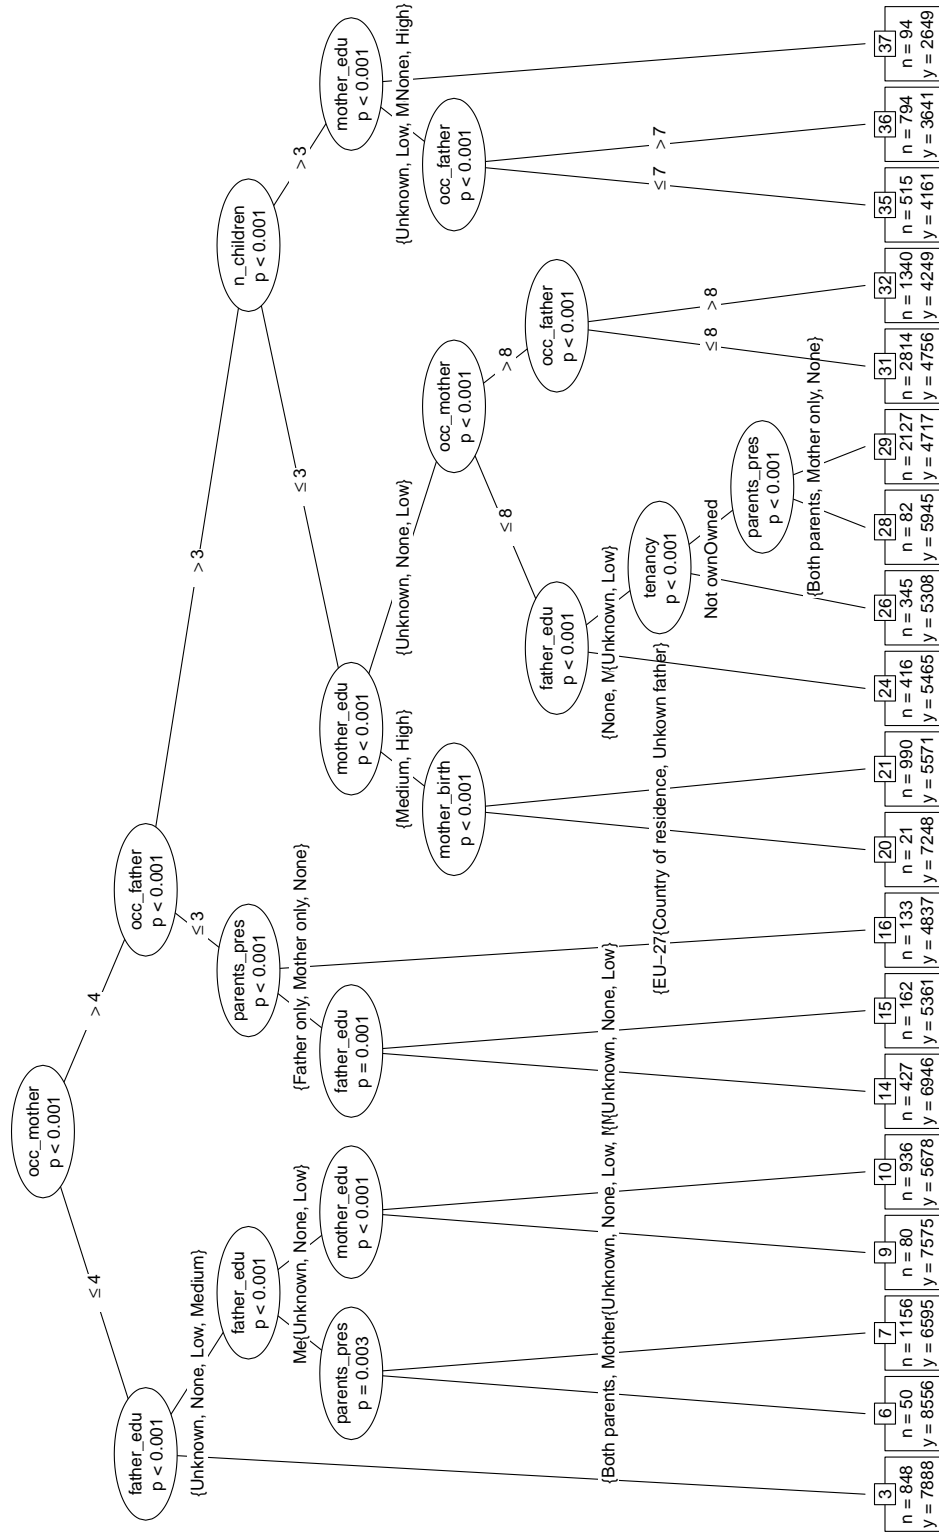 occ_mother
p < 0.001
≤ 4
> 4
father_edu
p < 0.001
occ_father
p < 0.001
{Unknown, None, Low, Medium}
≤ 3
> 3
father_edu
p < 0.001
parents_pres
p < 0.001
n_children
p < 0.001
{Unknown, None, Low}
{Father only, Mother only, None}
≤ 3
> 3
parents_pres
p = 0.003
mother_edu
p < 0.001
father_edu
p = 0.001
mother_edu
p < 0.001
mother_edu
p < 0.001
{Medium, High}
{Unknown, None, Low}
{Unknown, Low, M
None, High}
mother_birth
p < 0.001
occ_mother
p < 0.001
occ_father
p < 0.001
≤ 8
> 8
father_edu
p < 0.001
occ_father
p < 0.001
{None, M
{Unknown, Low}
tenancy
p < 0.001
Not own
Owned
parents_pres
p < 0.001
{Both parents, Mother
{Unknown, None, Low,
{Unknown, None, Low}
{EU−27
{Country of residence, Unkown father}
{Both parents, Mother only, None}
≤ 8
> 8
≤ 7
> 7
3
n = 848
y = 7888
6
n = 50
y = 8556
7
n = 1156
y = 6595
9
n = 80
y = 7575
10
n = 936
y = 5678
14
n = 427
y = 6946
15
n = 162
y = 5361
16
n = 133
y = 4837
20
n = 21
y = 7248
21
n = 990
y = 5571
24
n = 416
y = 5465
26
n = 345
y = 5308
28
n = 82
y = 5945
29
n = 2127
y = 4717
31
n = 2814
y = 4756
32
n = 1340
y = 4249
35
n = 515
y = 4161
36
n = 794
y = 3641
37
n = 94
y = 2649